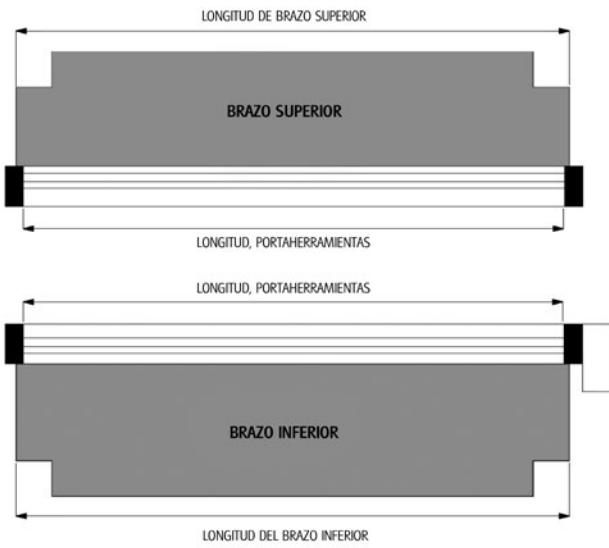 LONGITUD DE BRAZO SUPERIOR
BRAZO SUPERIOR
LONGITUD, PORTAHERRAMIENTAS
LONGITUD, PORTAHERRAMIENTAS
BRAZO INFERIOR
LONGITUD DEL BRAZO INFERIOR